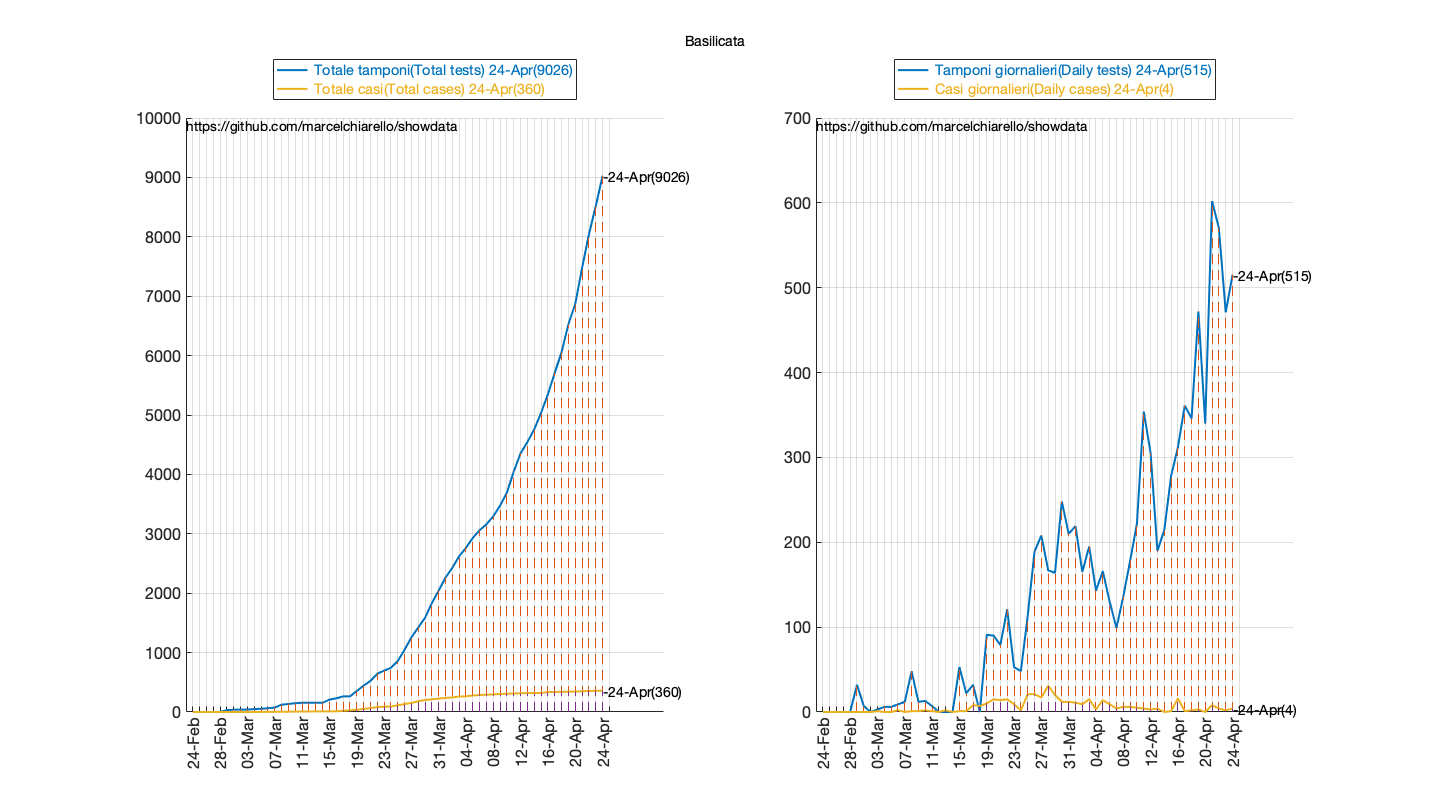 Basilicata
Totale tamponi(Total tests) 24-Apr(9026)
Totale casi(Total cases) 24-Apr(360)
https://github.com/marcelchiarello/showdata
10000
9000
8000
7000
6000
5000
4000
3000
2000
1000
0
-24-Apr(9026)
-24-Apr(360)
24-Feb
28-Feb
03-Mar
07-Mar
11-Mar
15-Mar
19-Mar
23-Mar
27-Mar
31-Mar
04-Apr
08-Apr
12-Apr
16-Apr
20-Apr
24-Apr
Tamponi giornalieri(Daily tests) 24-Apr(515)
Casi giornalieri(Daily cases) 24-Apr(4)
https://github.com/marcelchiarello/showdata
700
600
500
400
300
200
100
0
-24-Apr(515)
-24-Apr(4)
24-Feb
28-Feb
03-Mar
07-Mar
11-Mar
15-Mar
19-Mar
23-Mar
27-Mar
31-Mar
04-Apr
08-Apr
12-Apr
16-Apr
20-Apr
24-Apr